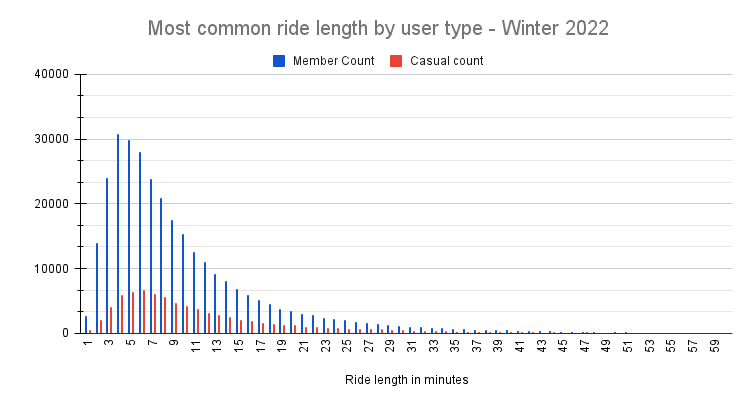 Most common ride length by user type - Winter 2022
Member Count Casual count
40000
30000
20000
10000
0
1 3 5 7 9 11 13 15 17 19 21 23 25 27 29 31 33 35 37 39 41 43 45 47 49 51 53 55 57 59
Ride length in minutes